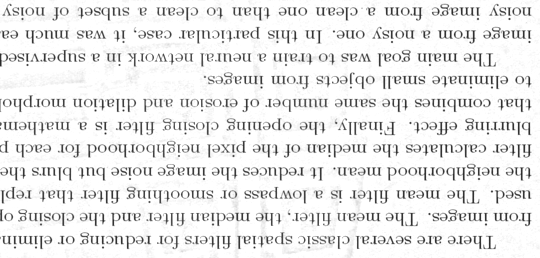 There are several classic spatial filters for reducing or elimin
from images. The mean filter, the median filter and the closing op
used. The mean filter is a lowpass or smoothing filter that repl
the neighborhood mean. It reduces the image noise but blurs the
filter calculates the median of the pixel neighborhood for each p
blurring effect. Finally, the opening closing filter is a mathema
that combines the same number of erosion and dilation morphol
to eliminate small objects from images.
The main goal was to train a neural network in a supervised
image from a noisy one. In this particular case, it was much ea
noisy image from a clean one than to clean a subset of noisy